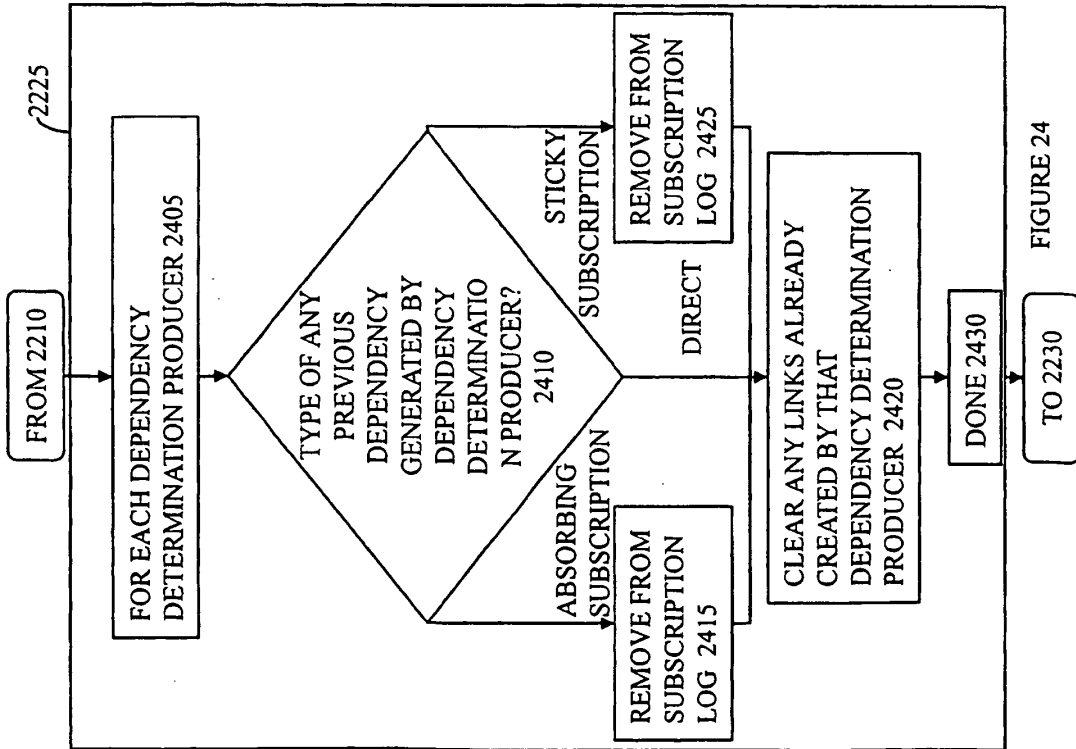 FROM 2210
2225
FOR EACH DEPENDENCY
DETERMINATION PRODUCER 2405
TYPE OF ANY
PREVIOUS
DEPENDENCY
GENERATED BY
DEPENDENCY
DETERMINATIO
N PRODUCER?
2410
ABSORBING
SUBSCRIPTION
STICKY
SUBSCRIPTION
REMOVE FROM
SUBSCRIPTION
LOG 2415
DIRECT
REMOVE FROM
SUBSCRIPTION
LOG 2425
CLEAR ANY LINKS ALREADY
CREATED BY THAT
DEPENDENCY DETERMINATION
PRODUCER 2420
DONE 2430
TO 2230
FIGURE 24